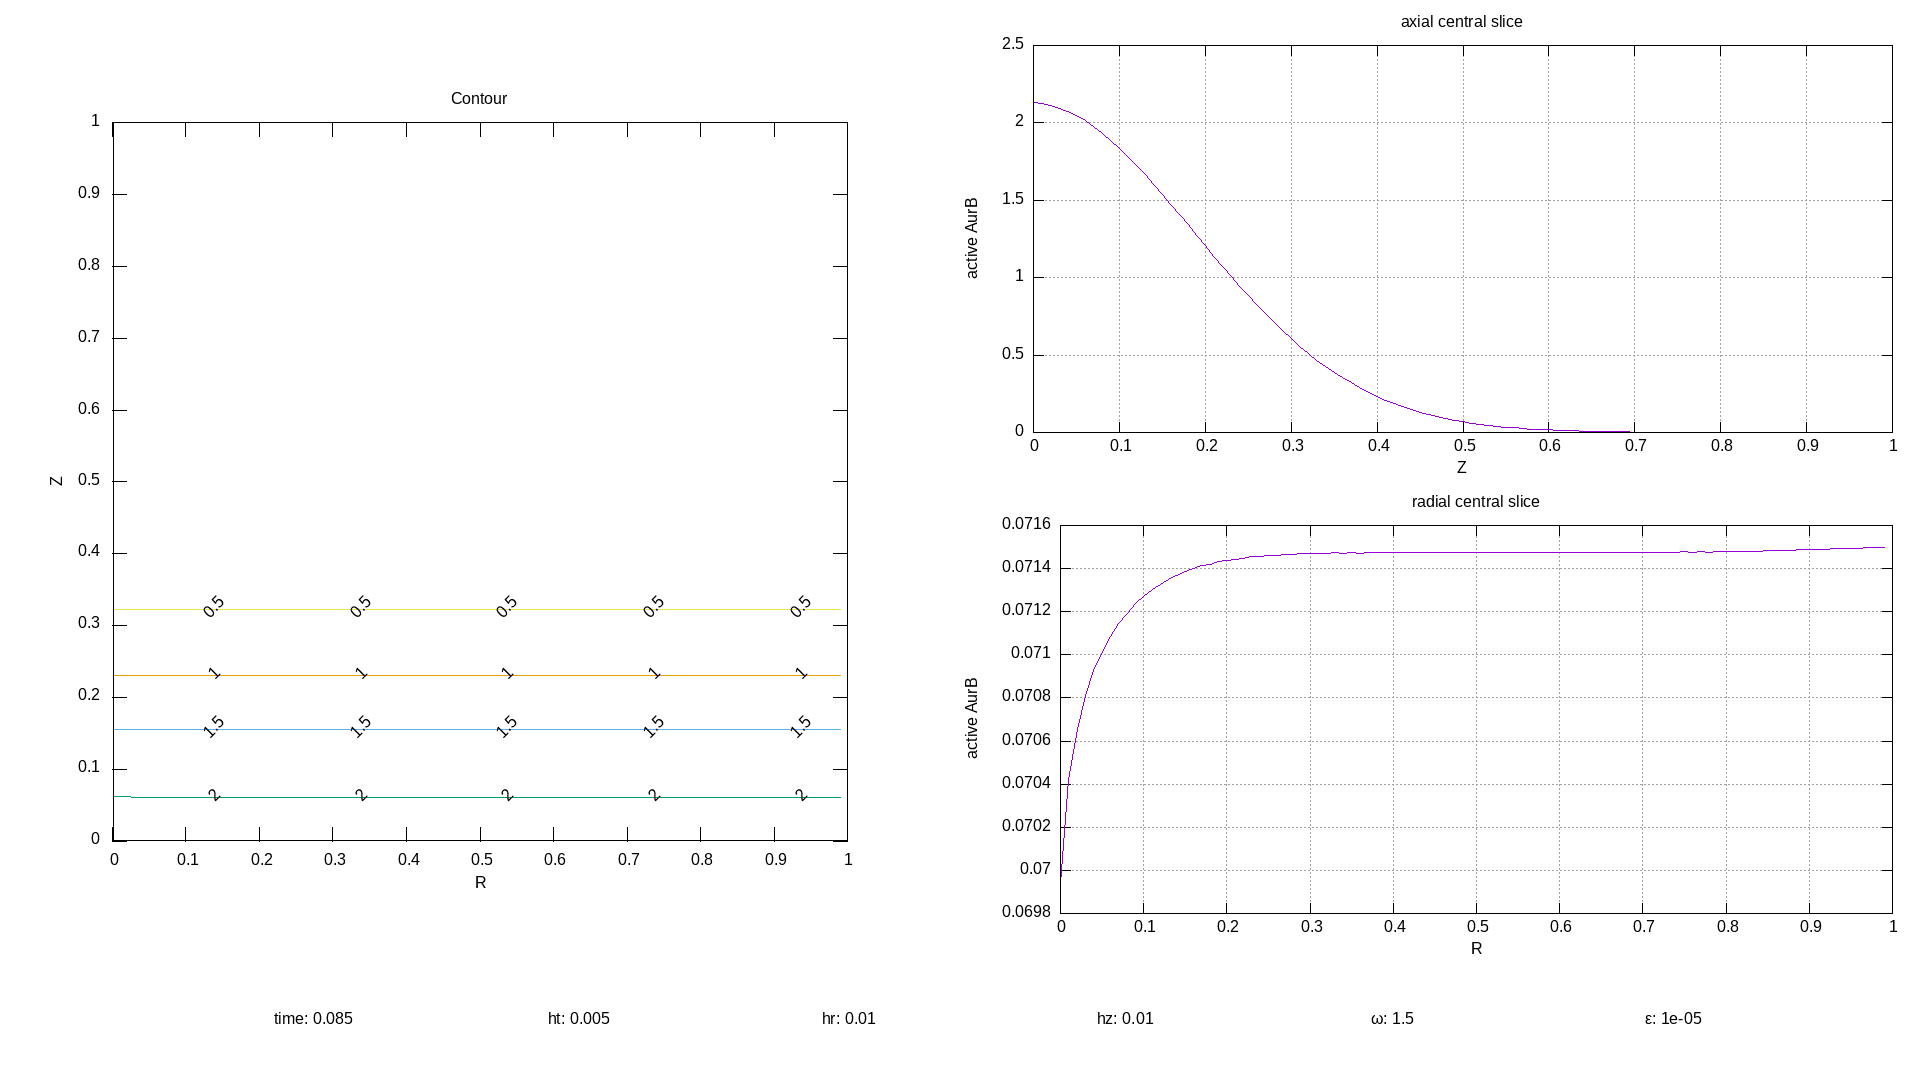 Contour
1
0.9
0.8
0.7
0.6
0.5
0.4
0.3
0.2
0.1
0
Z
0.5 0.5 0.5 0.5 0.5
1 1 1 1 1
1.5 1.5 1.5 1.5 1.5
2 2 2 2 2
0 0.1 0.2 0.3 0.4 0.5 0.6 0.7 0.8 0.9 1
R
axial central slice
2.5
2
1.5
1
0.5
0
active AurB
0 0.1 0.2 0.3 0.4 0.5 0.6 0.7 0.8 0.9 1
Z
radial central slice
0.0716
0.0714
0.0712
0.071
0.0708
0.0706
0.0704
0.0702
0.07
0.0698
active AurB
0 0.1 0.2 0.3 0.4 0.5 0.6 0.7 0.8 0.9 1
R
time: 0.085 ht: 0.005 hr: 0.01 hz: 0.01 ω: 1.5 ε: 1e-05